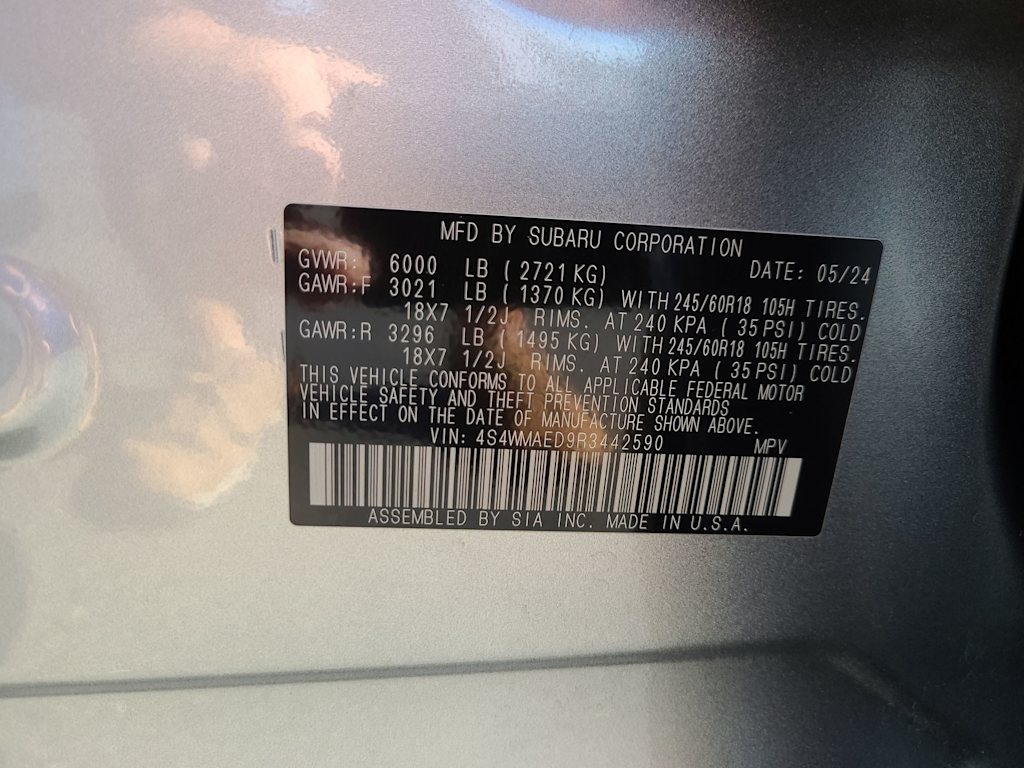 MFD BY SUBARU CORPORATION
GVWR: 6000 LB ( 2721 KG) DATE: 05/24
GAWR:F 3021 LB ( 1370 KG) WITH 245/60R18 105H TIRES.
18X7 1/2J RIMS. AT 240 KPA ( 35 PSI) COLD
GAWR:R 3296 LB ( 1495 KG) WITH 245/60R18 105H TIRES.
18X7 1/2J RIMS. AT 240 KPA ( 35 PSI) COLD
THIS VEHICLE CONFORMS TO ALL APPLICABLE FEDERAL MOTOR
VEHICLE SAFETY AND THEFT PREVENTION STANDARDS
IN EFFECT ON THE DATE OF MANUFACTURE SHOWN ABOVE.
VIN: 4S4WMAED9R3442590 MPV
ASSEMBLED BY SIA INC. MADE IN U.S.A.